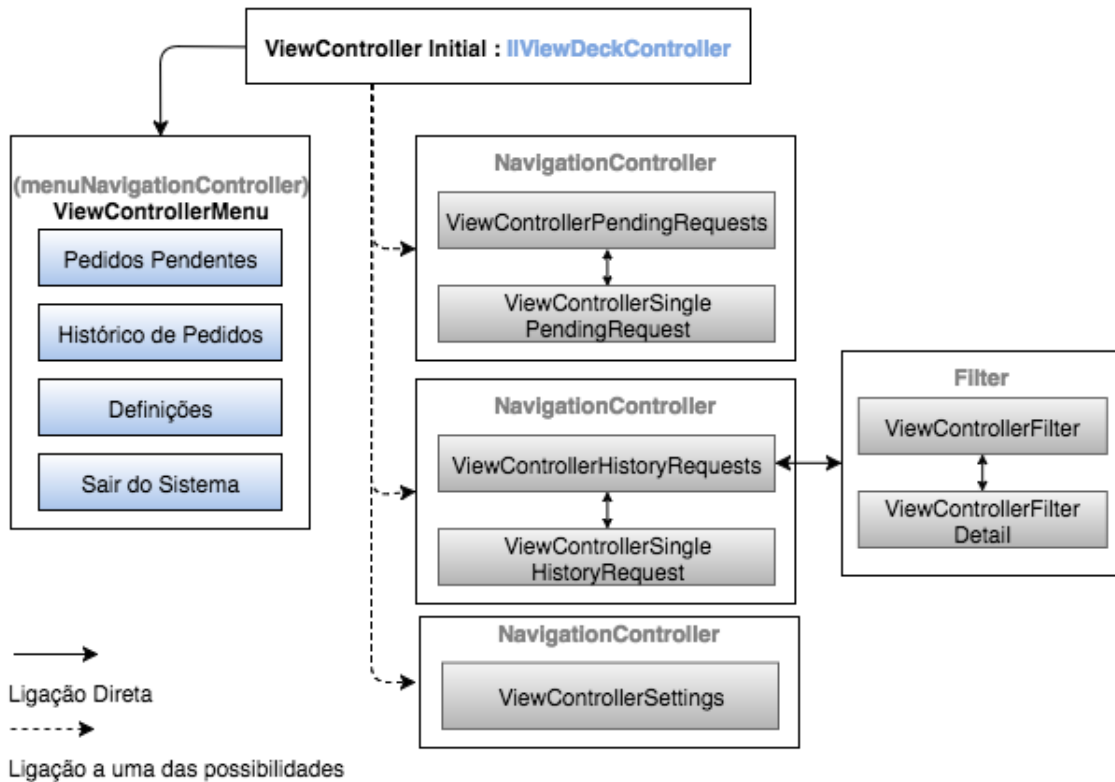 ViewController Initial : IIViewDeckController
(menuNavigationController)
ViewControllerMenu
Pedidos Pendentes
Histórico de Pedidos
Definições
Sair do Sistema
NavigationController
ViewControllerPendingRequests
ViewControllerSingle
PendingRequest
NavigationController
ViewControllerHistoryRequests
ViewControllerSingle
HistoryRequest
Filter
ViewControllerFilter
ViewControllerFilter
Detail
NavigationController
ViewControllerSettings
Ligação Direta
Ligação a uma das possibilidades